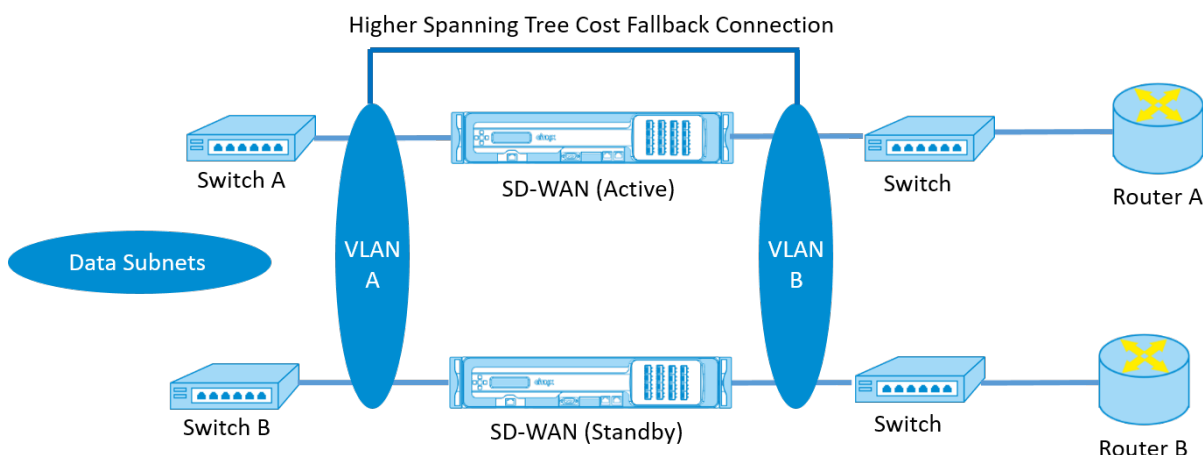 Higher Spanning Tree Cost Fallback Connection
Switch A
SD-WAN (Active)
Switch
Router A
Data Subnets
VLAN
A
VLAN
B
Switch B
SD-WAN (Standby)
Switch
Router B